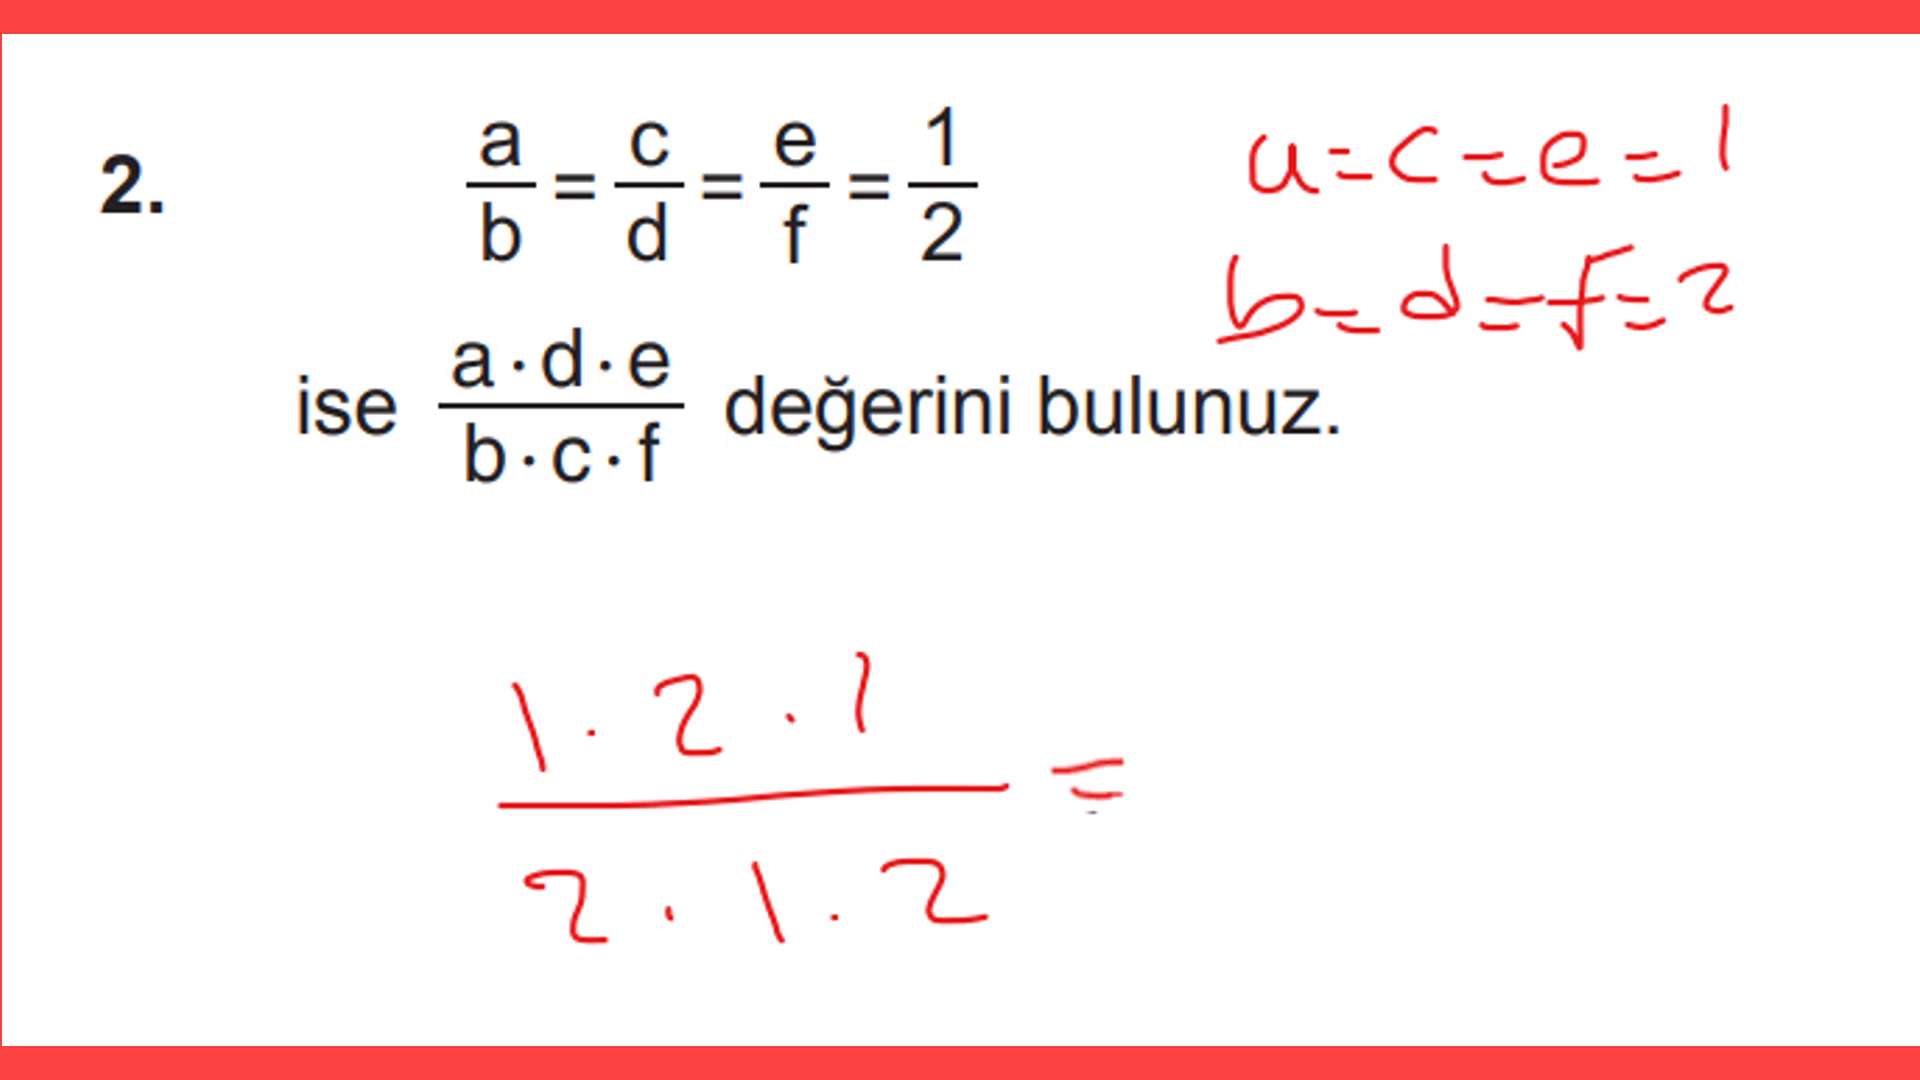 2. a/b = c/d = e/f = 1/2
a=c=e=1
b=d=f=2
ise a·d·e / b·c·f değerini bulunuz.
1·2·1 / 2·1·2 =